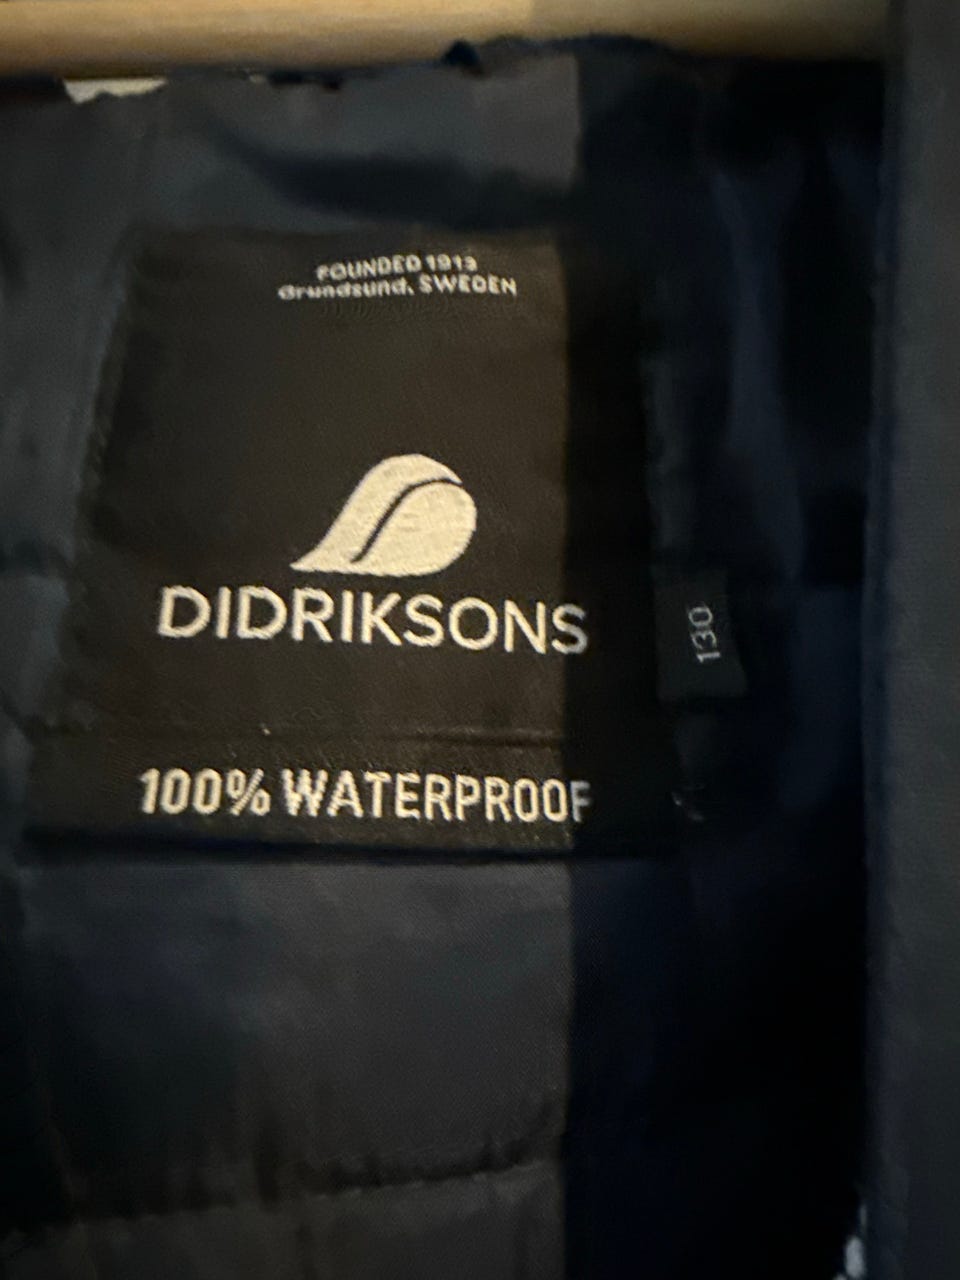 FOUNDED 1913
Grundsund, SWEDEN
DIDRIKSONS
130
100% WATERPROOF